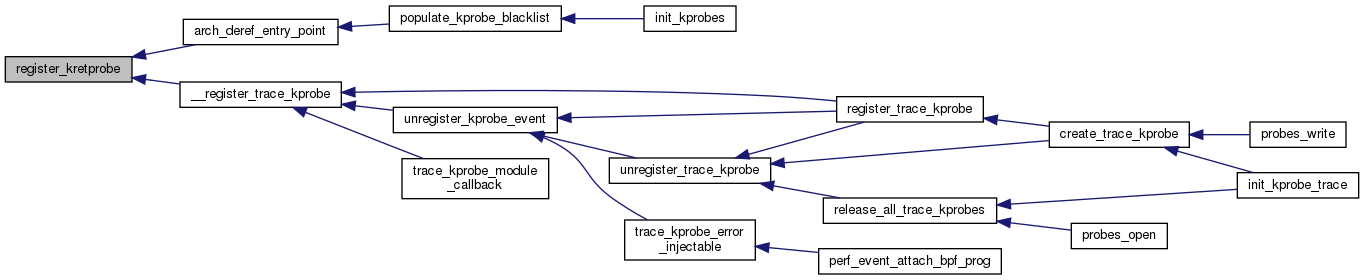 register_kretprobe
arch_deref_entry_point
populate_kprobe_blacklist
init_kprobes
__register_trace_kprobe
unregister_kprobe_event
trace_kprobe_module
_callback
register_trace_kprobe
unregister_trace_kprobe
create_trace_kprobe
probes_write
init_kprobe_trace
release_all_trace_kprobes
probes_open
trace_kprobe_error
_injectable
perf_event_attach_bpf_prog